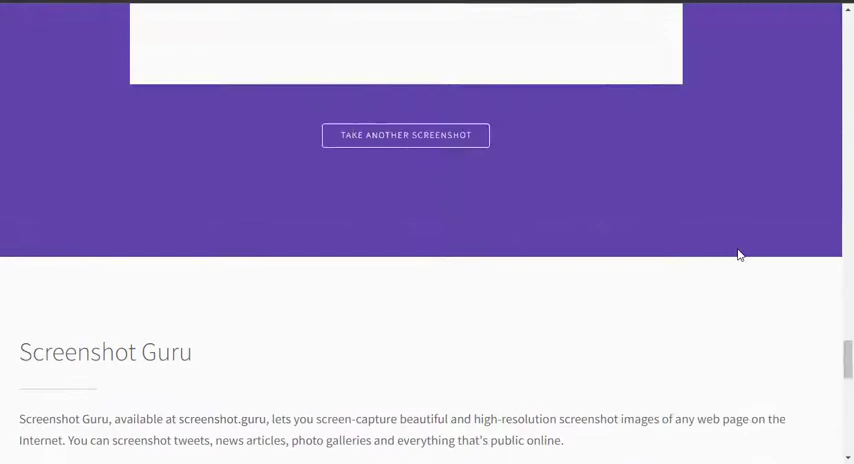 TAKE ANOTHER SCREENSHOT
Screenshot Guru
Screenshot Guru, available at screenshot.guru, lets you screen-capture beautiful and high-resolution screenshot images of any web page on the
Internet. You can screenshot tweets, news articles, photo galleries and everything that's public online.